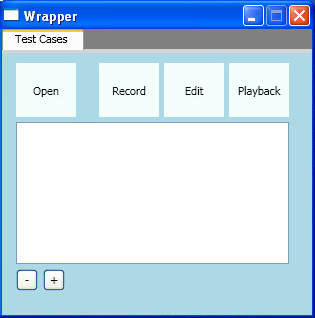 Wrapper
Test Cases
Open Record Edit Playback
- +